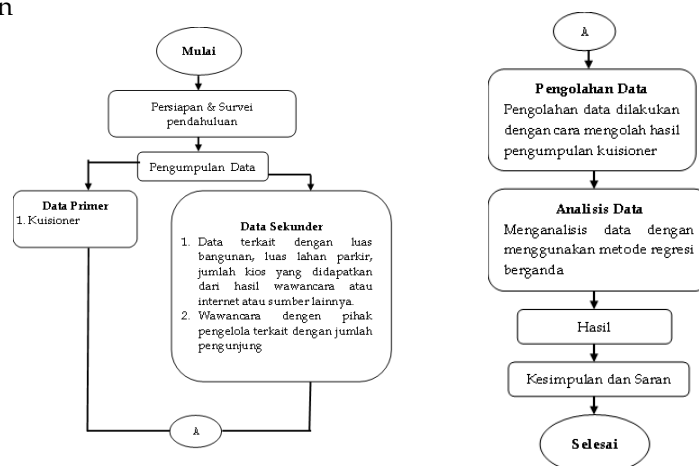 n
Mulai
Persiapan & Survei
pendahuluan
Pengumpulan Data
Data Primer
1. Kuisioner
Data Sekunder
1. Data terkait dengan luas
bangunan, luas lahan parkir,
jumlah kios yang didapatkan
dari hasil wawancara atau
internet atau sumber lainnya.
2. Wawancara dengen pihak
pengelola terkait dengan jumlah
pengunjung
A
A
Pengolahan Data
Pengolahan data dilakukan
dengan cara mengolah hasil
pengumpulan kuisioner
Analisis Data
Menganalisis data dengan
menggunakan metode regresi
berganda
Hasil
Kesimpulan dan Saran
Selesai